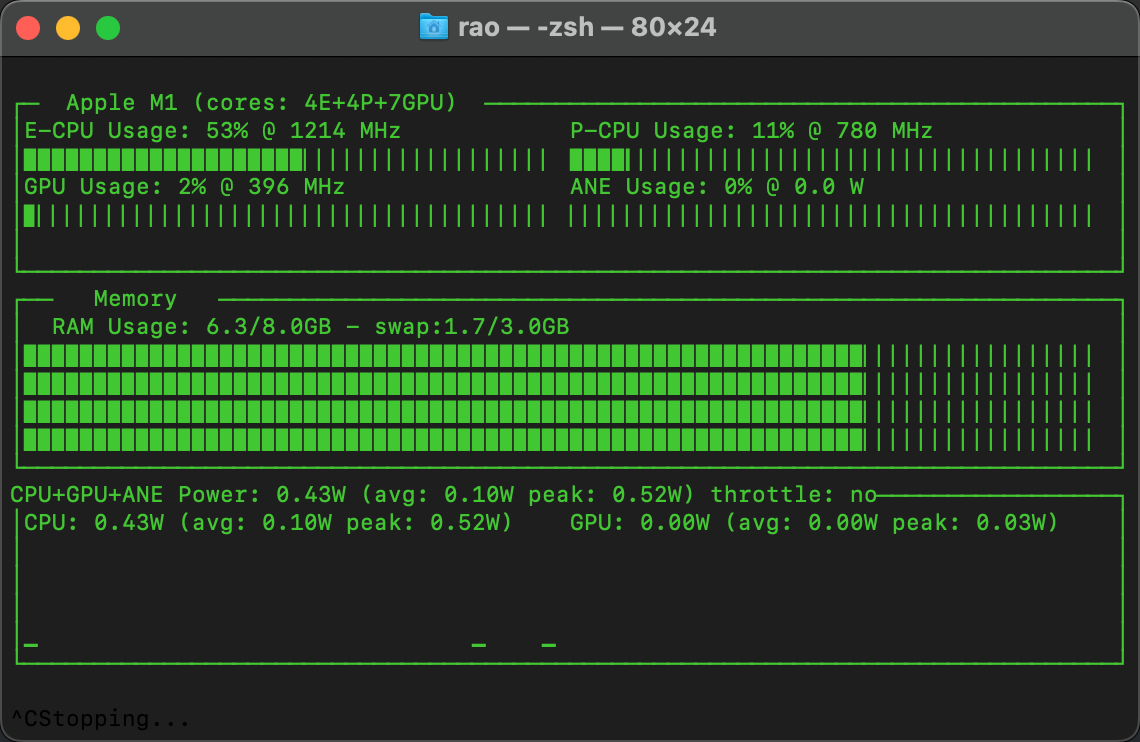 rao — -zsh — 80×24
Apple M1 (cores: 4E+4P+7GPU)
E-CPU Usage: 53% @ 1214 MHz
P-CPU Usage: 11% @ 780 MHz
GPU Usage: 2% @ 396 MHz
ANE Usage: 0% @ 0.0 W
Memory
RAM Usage: 6.3/8.0GB - swap:1.7/3.0GB
CPU+GPU+ANE Power: 0.43W (avg: 0.10W peak: 0.52W) throttle: no
CPU: 0.43W (avg: 0.10W peak: 0.52W)
GPU: 0.00W (avg: 0.00W peak: 0.03W)
^CStopping...